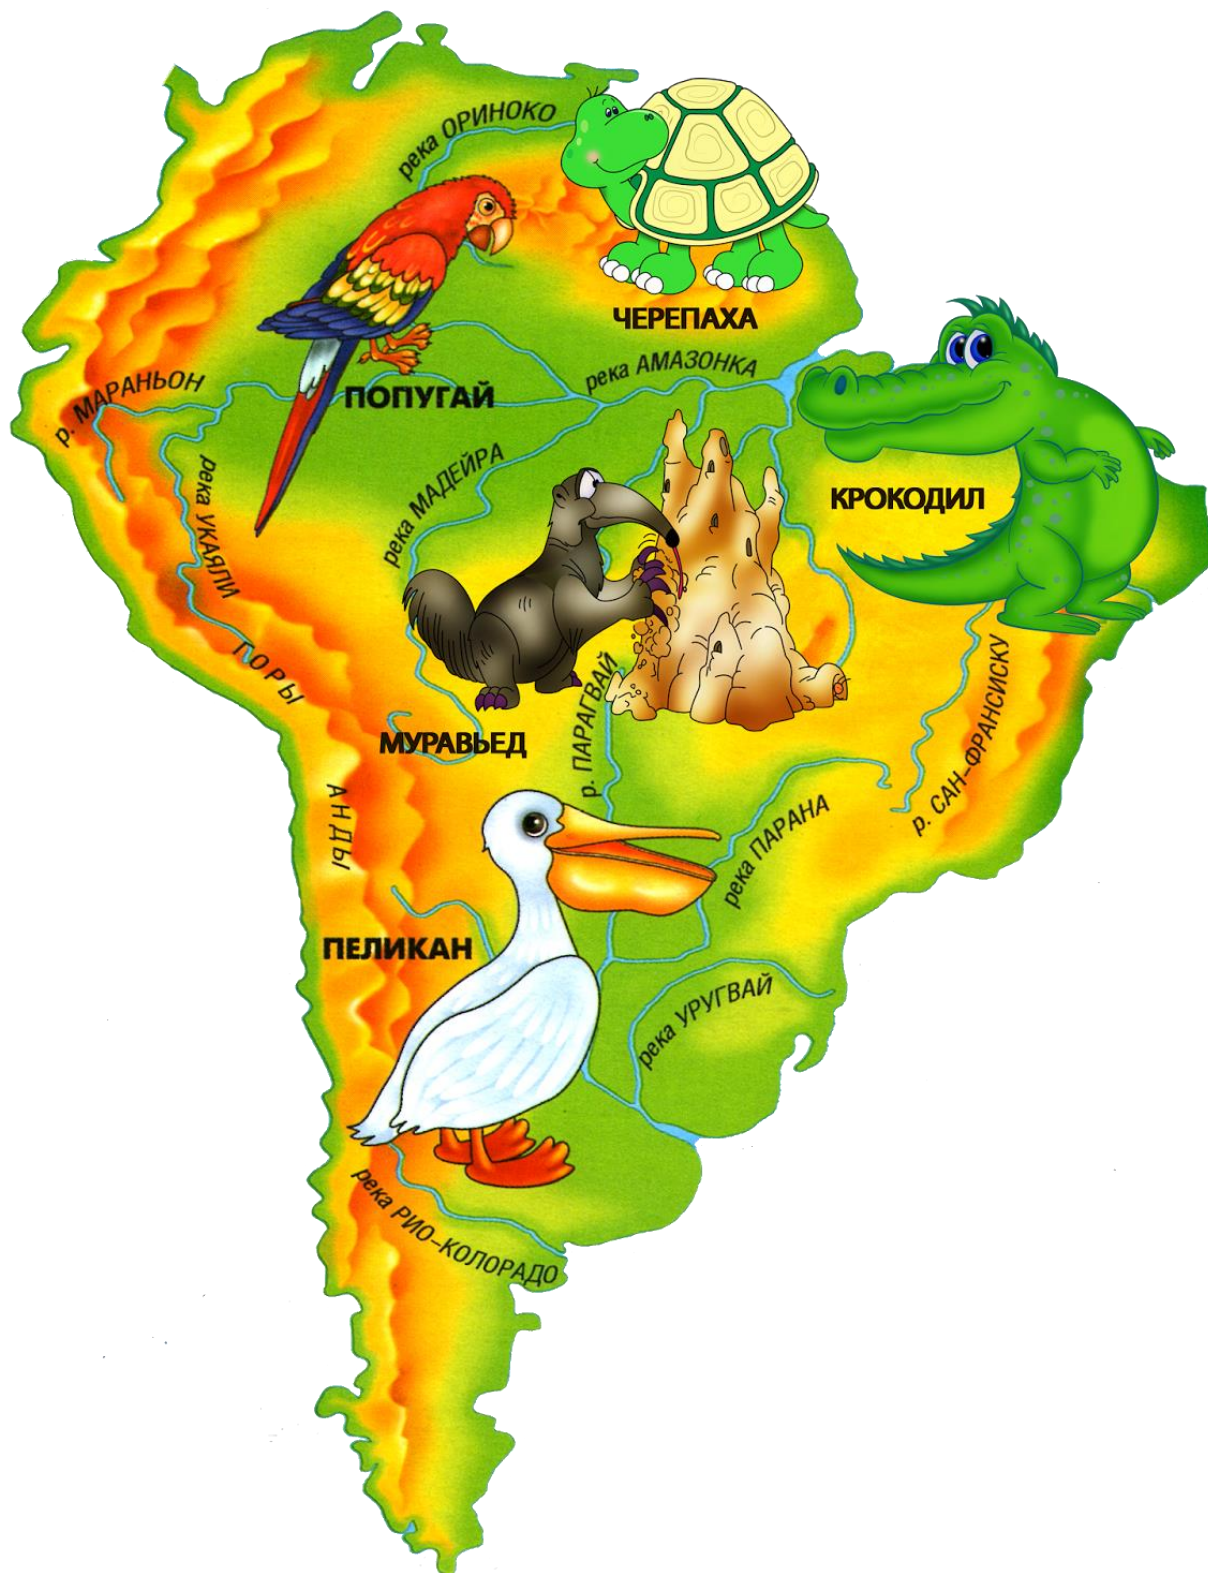 река ОРИНОКО
ЧЕРЕПАХА
река АМАЗОНКА
р. МАРАНЬОН
ПОПУГАЙ
река УКАЯЛИ
река МАДЕЙРА
КРОКОДИЛ
ГОРЫ
АНДЫ
МУРАВЬЕД
р. ПАРАГВАЙ
р. САН-ФРАНСИСКУ
река ПАРАНА
ПЕЛИКАН
река УРУГВАЙ
река РИО-КОЛОРАДО